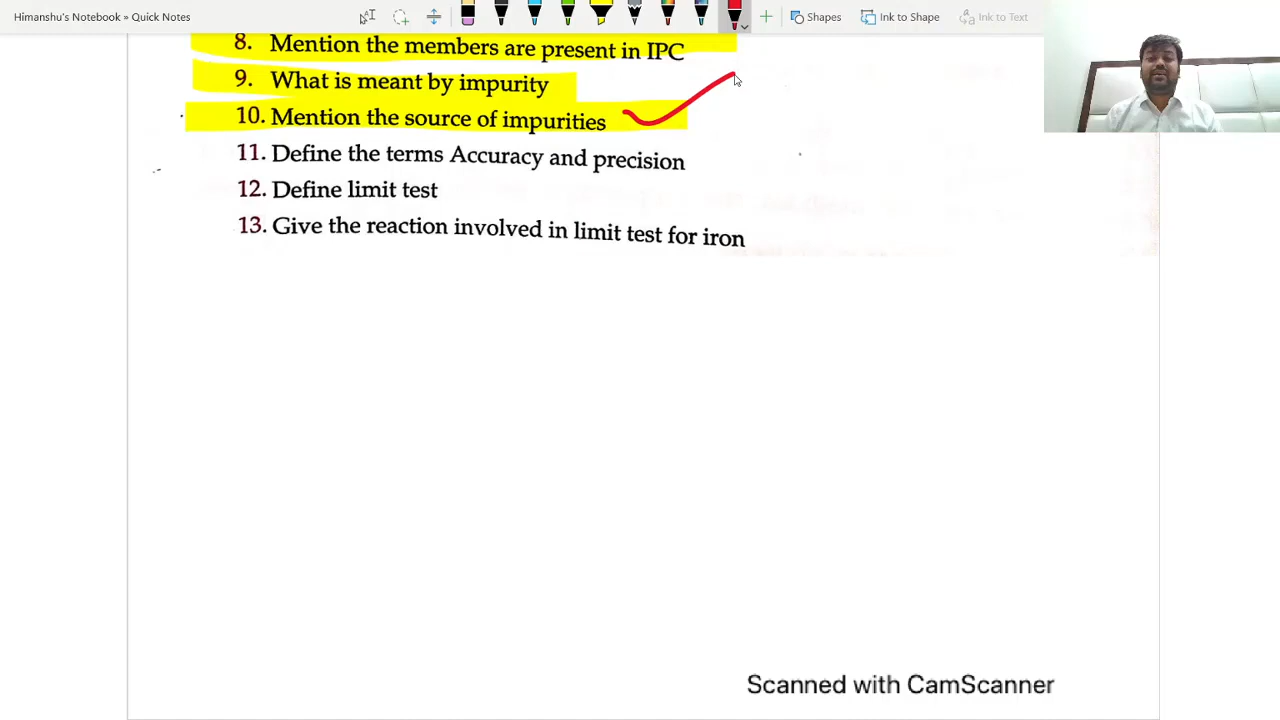 Himanshu's Notebook » Quick Notes
Shapes
Ink to Shape
Ink to Text
8. Mention the members are present in IPC
9. What is meant by impurity
10. Mention the source of impurities
11. Define the terms Accuracy and precision
12. Define limit test
13. Give the reaction involved in limit test for iron
Scanned with CamScanner